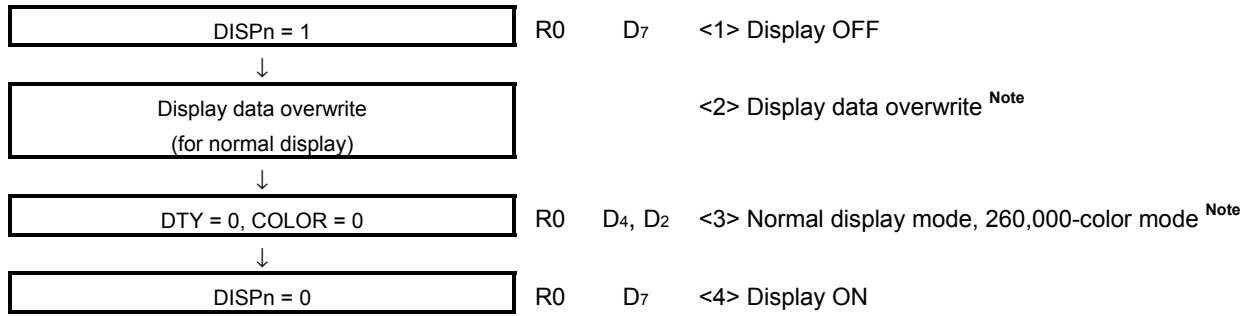 DISPn = 1 R0 D7 <1> Display OFF
↓
Display data overwrite <2> Display data overwrite Note
(for normal display)
↓
DTY = 0, COLOR = 0 R0 D4, D2 <3> Normal display mode, 260,000-color mode Note
↓
DISPn = 0 R0 D7 <4> Display ON